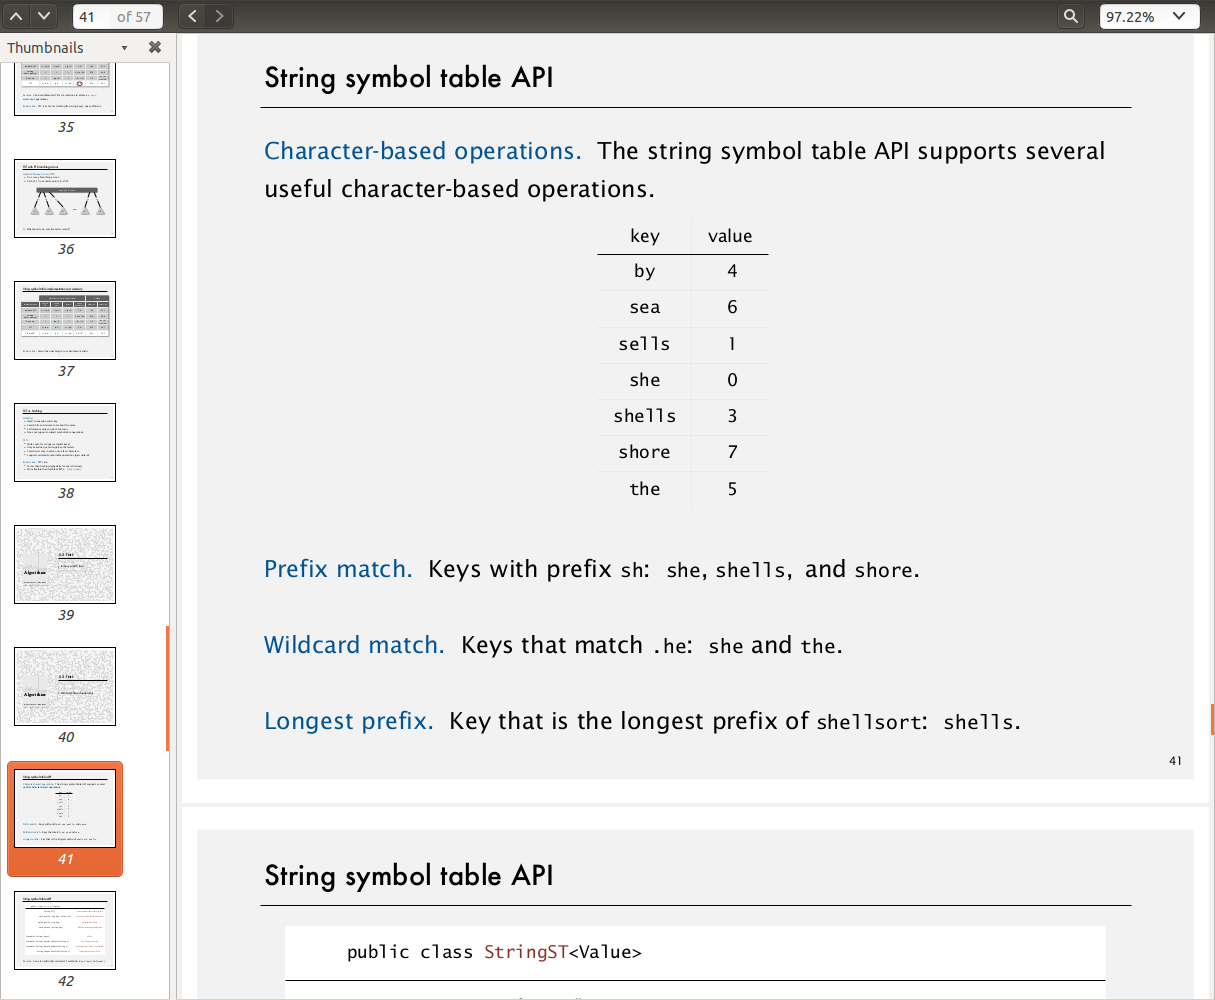 41 of 57
97.22%
Thumbnails
35
36
37
38
39
40
41
42
String symbol table API
Character-based operations. The string symbol table API supports several
useful character-based operations.
key value
by 4
sea 6
sells 1
she 0
shells 3
shore 7
the 5
Prefix match. Keys with prefix sh: she, shells, and shore.
Wildcard match. Keys that match .he: she and the.
Longest prefix. Key that is the longest prefix of shellsort: shells.
41
String symbol table API
public class StringST<Value>